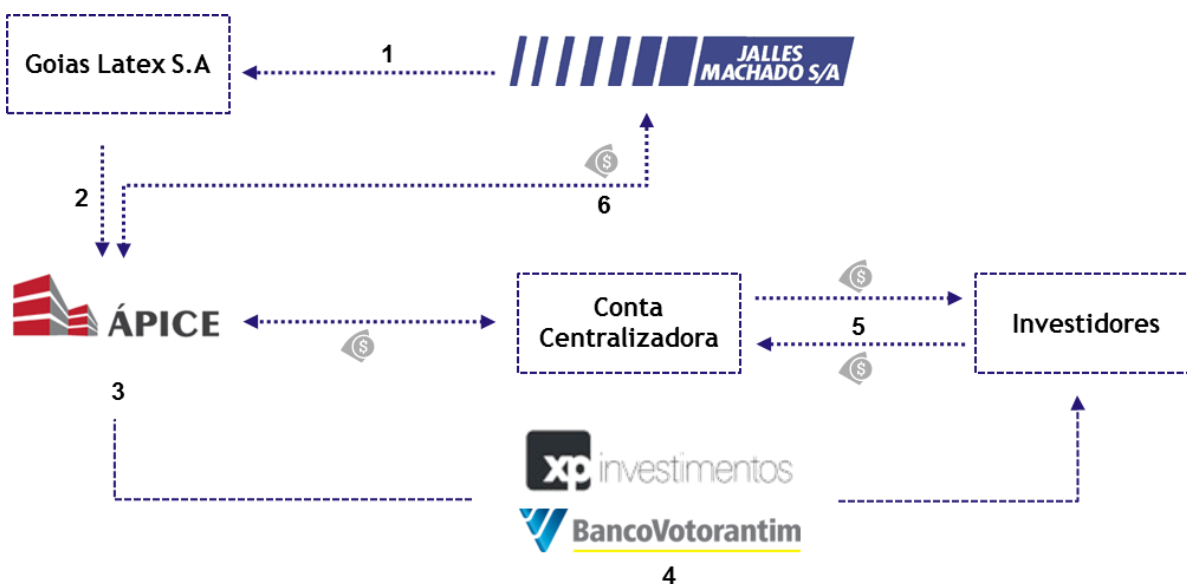 Goias Latex S.A
1
JALLES
MACHADO S/A
2
$
6
ÁPICE
$
Conta
Centralizadora
$
5
$
Investidores
3
xp investimentos
BancoVotorantim
4